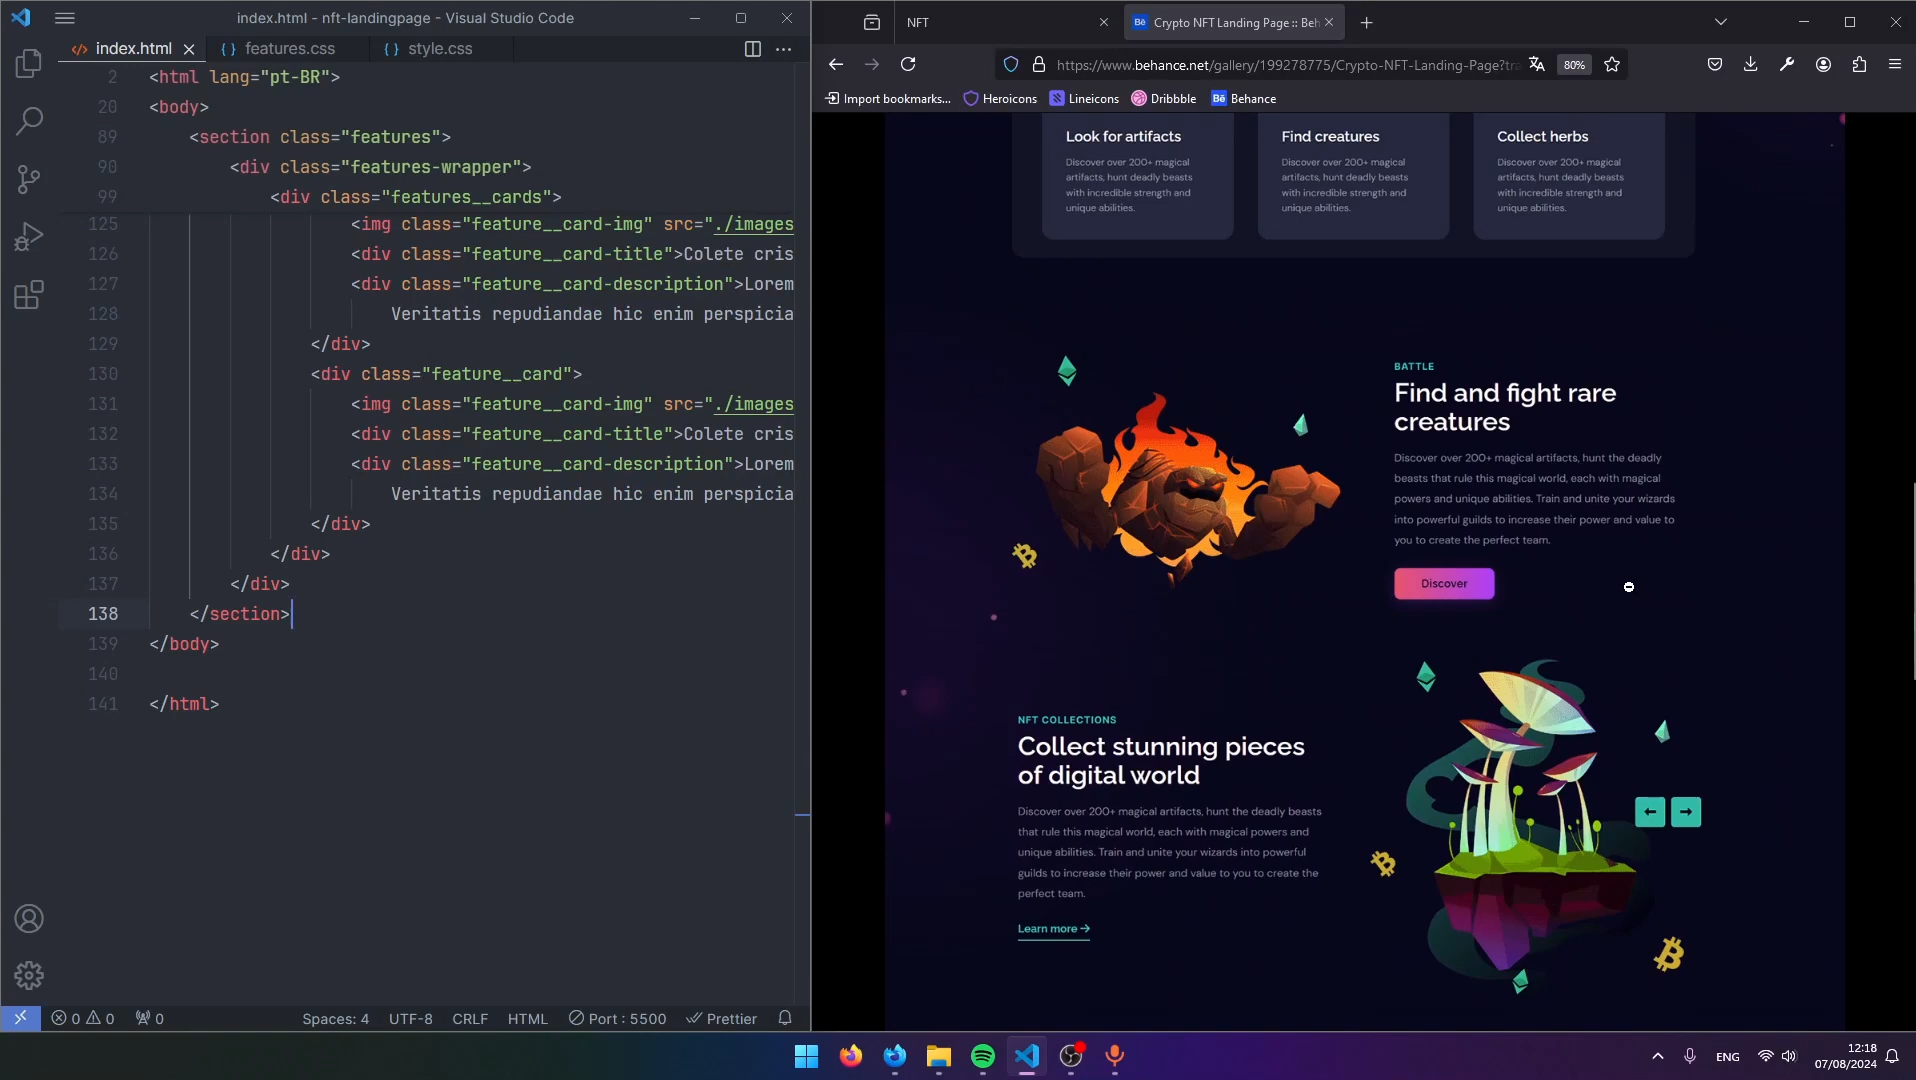 index.html - nft-landingpage - Visual Studio Code
index.html
features.css
style.css
2 <html lang="pt-BR">
20 <body>
89 <section class="features">
90 <div class="features-wrapper">
99 <div class="features__cards">
125 <img class="feature__card-img" src="./images
126 <div class="feature__card-title">Colete cris
127 <div class="feature__card-description">Lorem
128 Veritatis repudiandae hic enim perspicia
129 </div>
130 <div class="feature__card">
131 <img class="feature__card-img" src="./images
132 <div class="feature__card-title">Colete cris
133 <div class="feature__card-description">Lorem
134 Veritatis repudiandae hic enim perspicia
135 </div>
136 </div>
137 </div>
138 </section>
139 </body>
140
141 </html>
0 0 0 Spaces: 4 UTF-8 CRLF HTML Port : 5500 Prettier
NFT
Bē Crypto NFT Landing Page :: Beh
https://www.behance.net/gallery/199278775/Crypto-NFT-Landing-Page?tra 80%
Import bookmarks... Heroicons Lineicons Dribbble Bē Behance
Look for artifacts
Discover over 200+ magical
artifacts, hunt deadly beasts
with incredible strength and
unique abilities.
Find creatures
Discover over 200+ magical
artifacts, hunt deadly beasts
with incredible strength and
unique abilities.
Collect herbs
Discover over 200+ magical
artifacts, hunt deadly beasts
with incredible strength and
unique abilities.
BATTLE
Find and fight rare
creatures
Discover over 200+ magical artifacts, hunt the deadly
beasts that rule this magical world, each with magical
powers and unique abilities. Train and unite your wizards
into powerful guilds to increase their power and value to
you to create the perfect team.
Discover
NFT COLLECTIONS
Collect stunning pieces
of digital world
Discover over 200+ magical artifacts, hunt the deadly beasts
that rule this magical world, each with magical powers and
unique abilities. Train and unite your wizards into powerful
guilds to increase their power and value to you to create the
perfect team.
Learn more →
ENG
12:18
07/08/2024